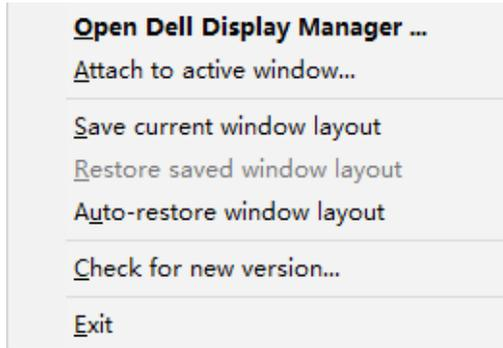 Open Dell Display Manager ...
Attach to active window...
Save current window layout
Restore saved window layout
Auto-restore window layout
Check for new version...
Exit